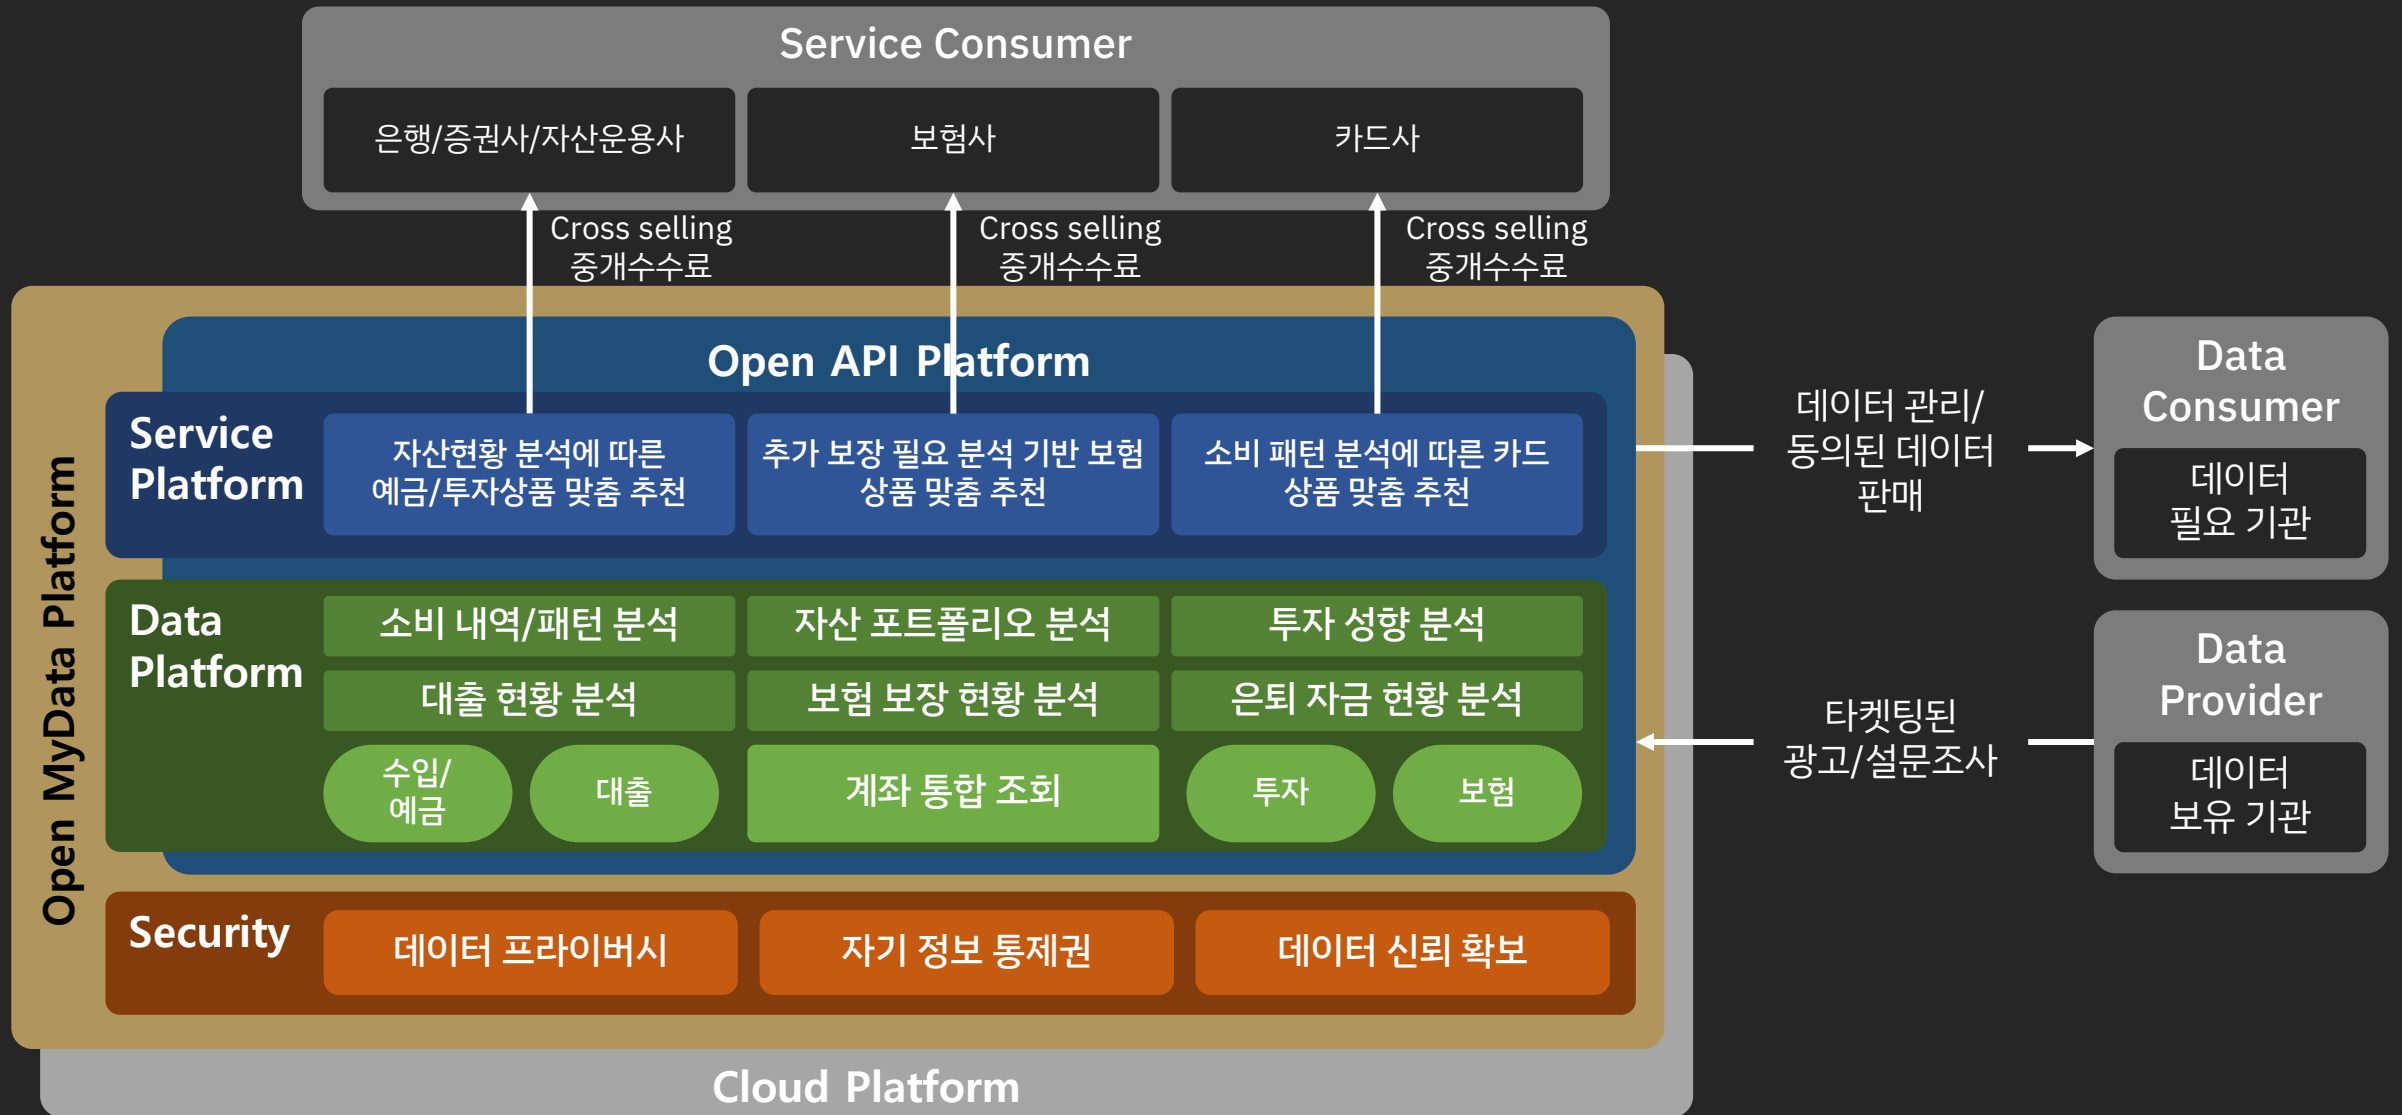 Service Consumer
은행/증권사/자산운용사
보험사
카드사
Cross selling
중개수수료
Cross selling
중개수수료
Cross selling
중개수수료
Open MyData Platform
Open API Platform
Service
Platform
자산현황 분석에 따른
예금/투자상품 맞춤 추천
추가 보장 필요 분석 기반 보험
상품 맞춤 추천
소비 패턴 분석에 따른 카드
상품 맞춤 추천
Data
Platform
소비 내역/패턴 분석
자산 포트폴리오 분석
투자 성향 분석
대출 현황 분석
보험 보장 현황 분석
은퇴 자금 현황 분석
수입/
예금
대출
계좌 통합 조회
투자
보험
Security
데이터 프라이버시
자기 정보 통제권
데이터 신뢰 확보
Cloud Platform
데이터 관리/
동의된 데이터
판매
Data
Consumer
데이터
필요 기관
타켓팅된
광고/설문조사
Data
Provider
데이터
보유 기관